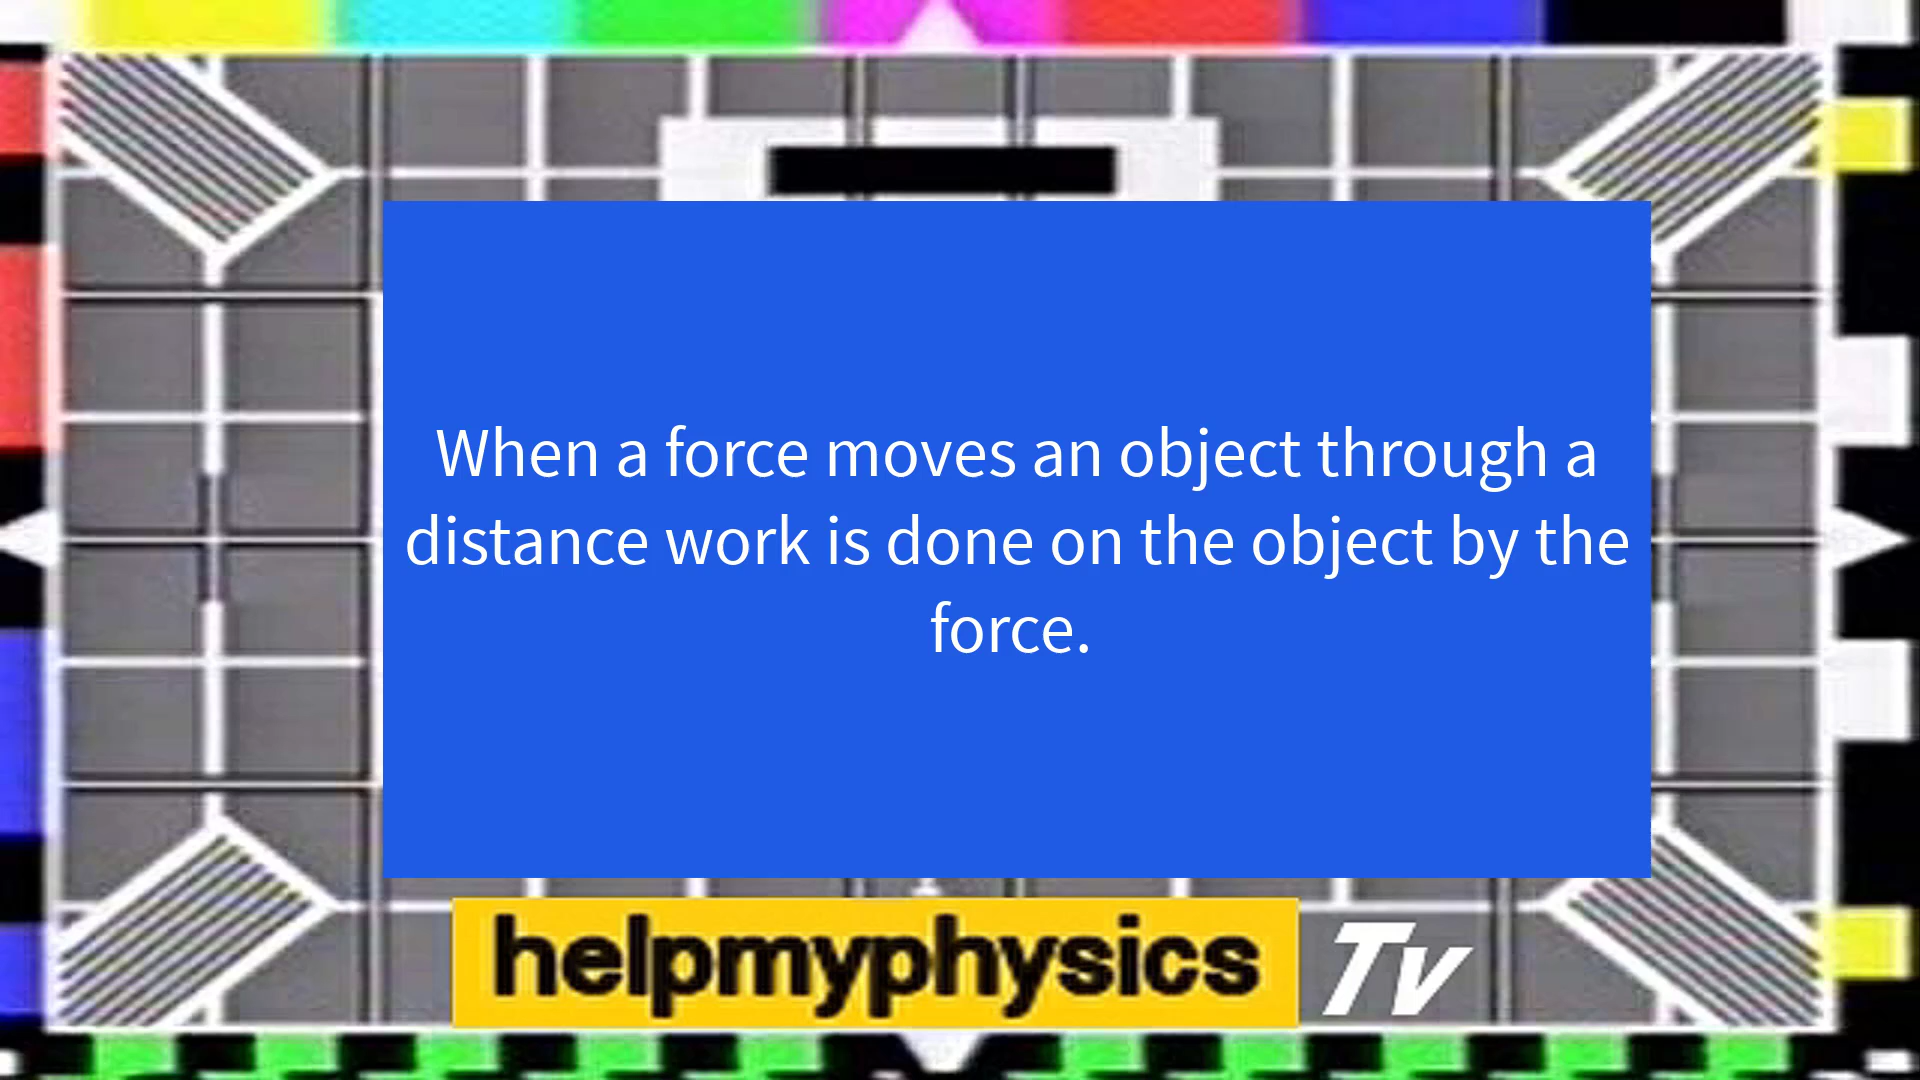 When a force moves an object through a
distance work is done on the object by the
force.
helpmyphysics Tv